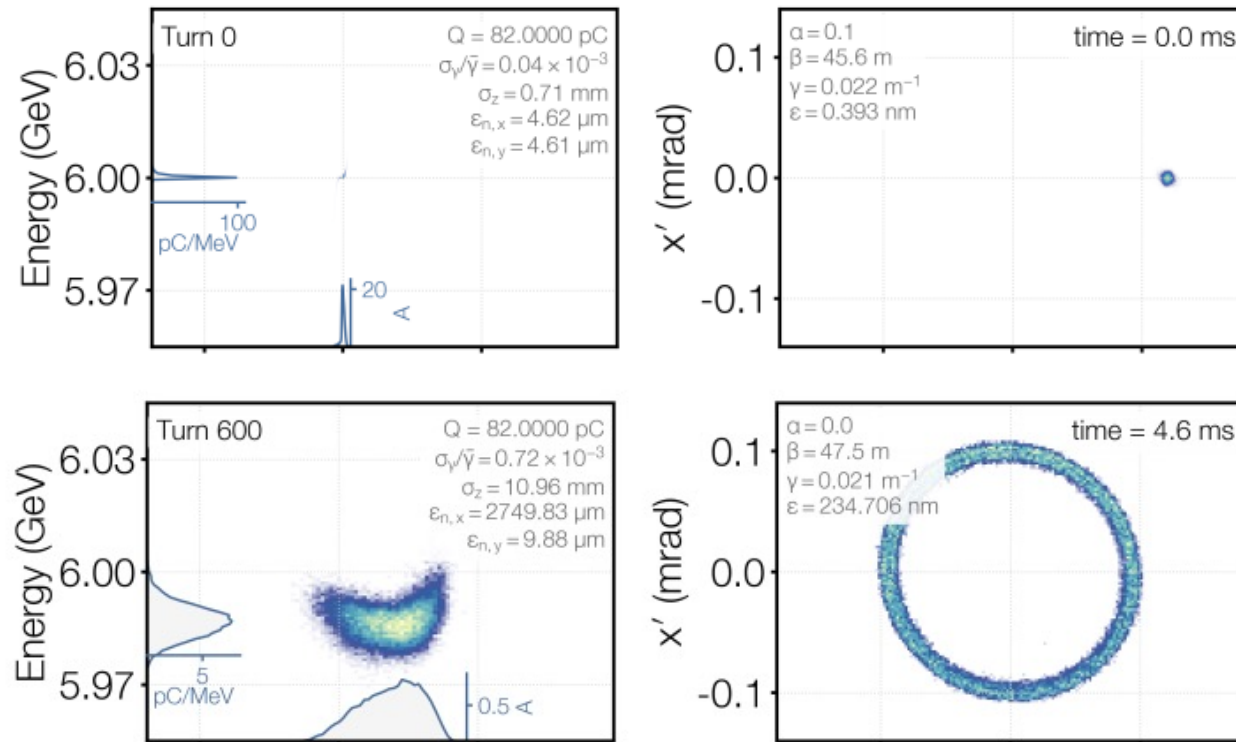 Turn 0
Q = 82.0000 pC
σγ/γ̄ = 0.04 × 10⁻³
σz = 0.71 mm
εn,x = 4.62 μm
εn,y = 4.61 μm
Energy (GeV)
6.03
6.00
5.97
100
pC/MeV
20
A
α = 0.1
β = 45.6 m
γ = 0.022 m⁻¹
ε = 0.393 nm
time = 0.0 ms
x′ (mrad)
0.1
0.0
-0.1
Turn 600
Q = 82.0000 pC
σγ/γ̄ = 0.72 × 10⁻³
σz = 10.96 mm
εn,x = 2749.83 μm
εn,y = 9.88 μm
Energy (GeV)
6.03
6.00
5.97
5
pC/MeV
0.5 A
α = 0.0
β = 47.5 m
γ = 0.021 m⁻¹
ε = 234.706 nm
time = 4.6 ms
x′ (mrad)
0.1
0.0
-0.1